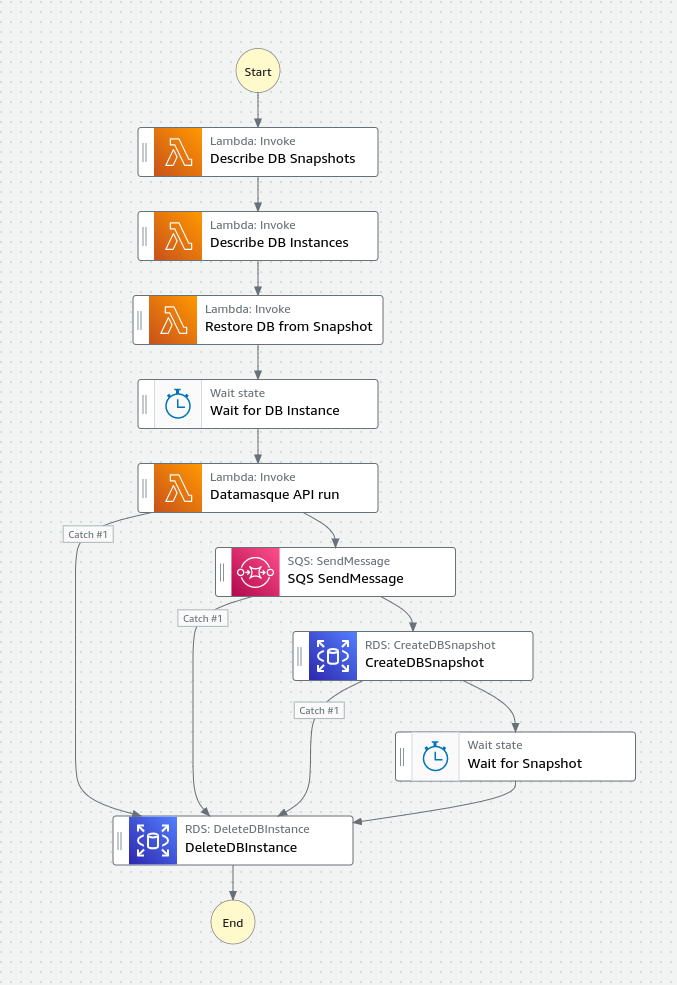 Start
Lambda: Invoke
Describe DB Snapshots
Lambda: Invoke
Describe DB Instances
Lambda: Invoke
Restore DB from Snapshot
Wait state
Wait for DB Instance
Lambda: Invoke
Datamasque API run
Catch #1
SQS: SendMessage
SQS SendMessage
Catch #1
RDS: CreateDBSnapshot
CreateDBSnapshot
Catch #1
Wait state
Wait for Snapshot
RDS: DeleteDBInstance
DeleteDBInstance
End